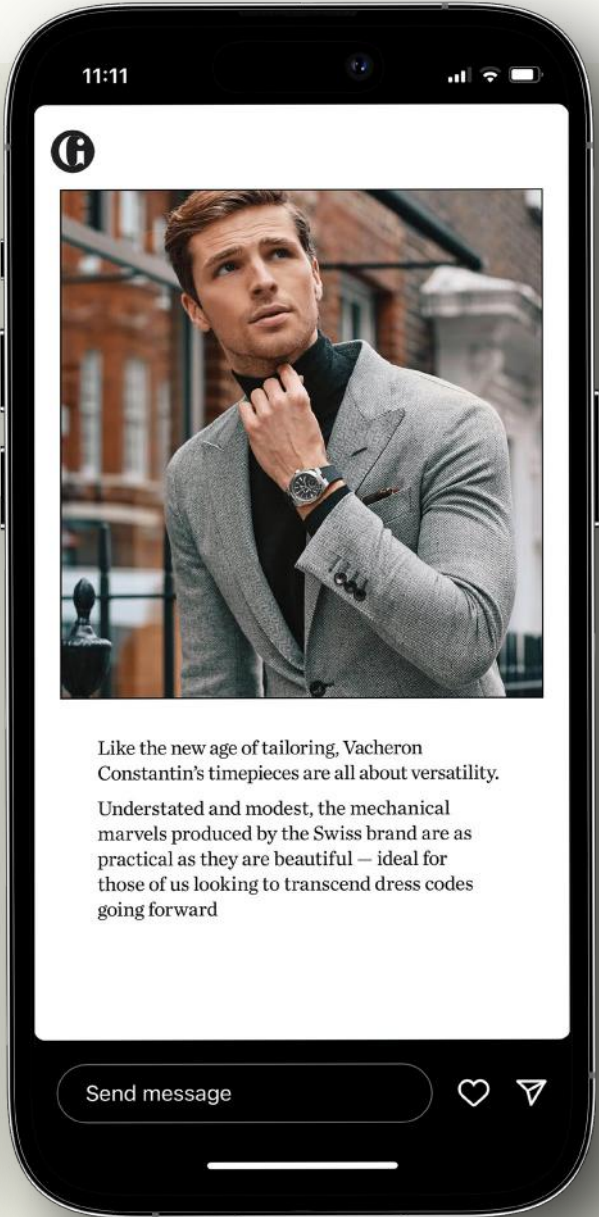 11:11
Like the new age of tailoring, Vacheron
Constantin’s timepieces are all about versatility.
Understated and modest, the mechanical
marvels produced by the Swiss brand are as
practical as they are beautiful — ideal for
those of us looking to transcend dress codes
going forward
Send message